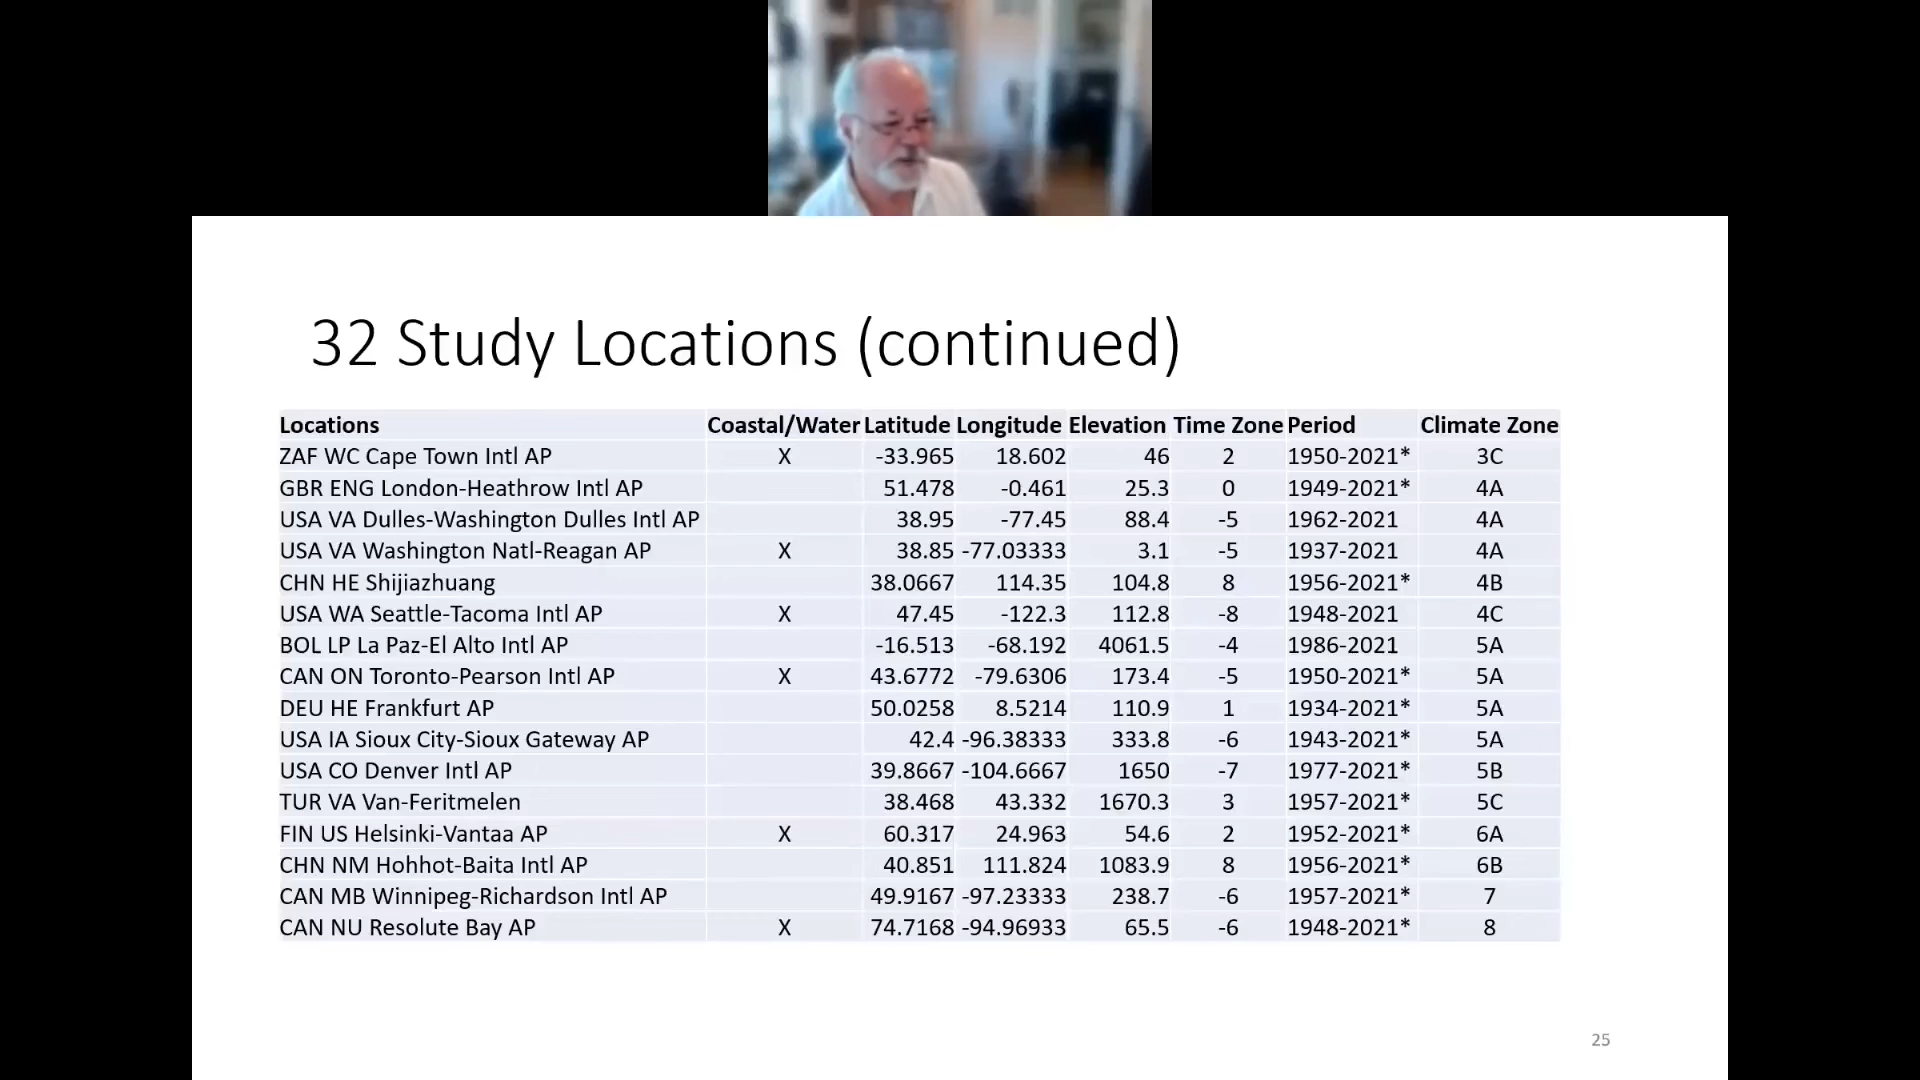 32 Study Locations (continued)
Locations Coastal/Water Latitude Longitude Elevation Time Zone Period Climate Zone
ZAF WC Cape Town Intl AP X -33.965 18.602 46 2 1950-2021* 3C
GBR ENG London-Heathrow Intl AP 51.478 -0.461 25.3 0 1949-2021* 4A
USA VA Dulles-Washington Dulles Intl AP 38.95 -77.45 88.4 -5 1962-2021 4A
USA VA Washington Natl-Reagan AP X 38.85 -77.03333 3.1 -5 1937-2021 4A
CHN HE Shijiazhuang 38.0667 114.35 104.8 8 1956-2021* 4B
USA WA Seattle-Tacoma Intl AP X 47.45 -122.3 112.8 -8 1948-2021 4C
BOL LP La Paz-El Alto Intl AP -16.513 -68.192 4061.5 -4 1986-2021 5A
CAN ON Toronto-Pearson Intl AP X 43.6772 -79.6306 173.4 -5 1950-2021* 5A
DEU HE Frankfurt AP 50.0258 8.5214 110.9 1 1934-2021* 5A
USA IA Sioux City-Sioux Gateway AP 42.4 -96.38333 333.8 -6 1943-2021* 5A
USA CO Denver Intl AP 39.8667 -104.6667 1650 -7 1977-2021* 5B
TUR VA Van-Feritmelen 38.468 43.332 1670.3 3 1957-2021* 5C
FIN US Helsinki-Vantaa AP X 60.317 24.963 54.6 2 1952-2021* 6A
CHN NM Hohhot-Baita Intl AP 40.851 111.824 1083.9 8 1956-2021* 6B
CAN MB Winnipeg-Richardson Intl AP 49.9167 -97.23333 238.7 -6 1957-2021* 7
CAN NU Resolute Bay AP X 74.7168 -94.96933 65.5 -6 1948-2021* 8
25